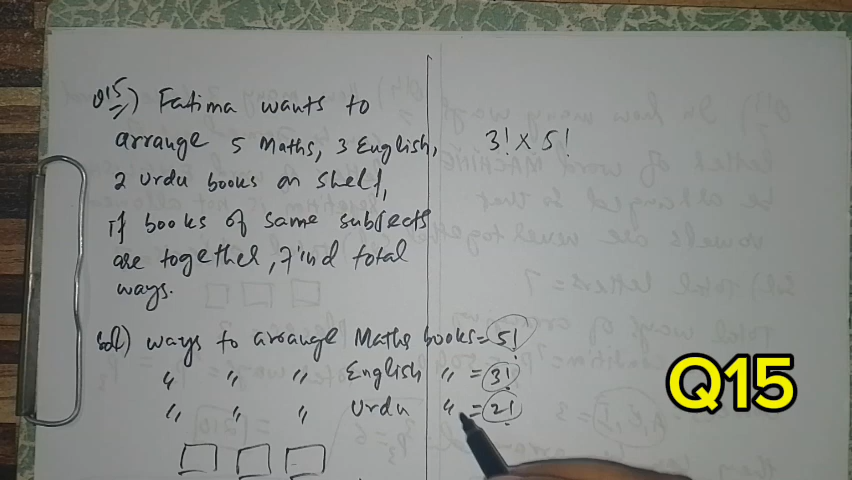 Q15) Fatima wants to
arrange 5 Maths, 3 English,
2 Urdu books on shelf,
If books of same subjects
are together, find total
ways.
Sol) ways to arrange Maths books = 5!
" " " English " = 3!
" " " Urdu " = 2!
3! × 5!
Q15